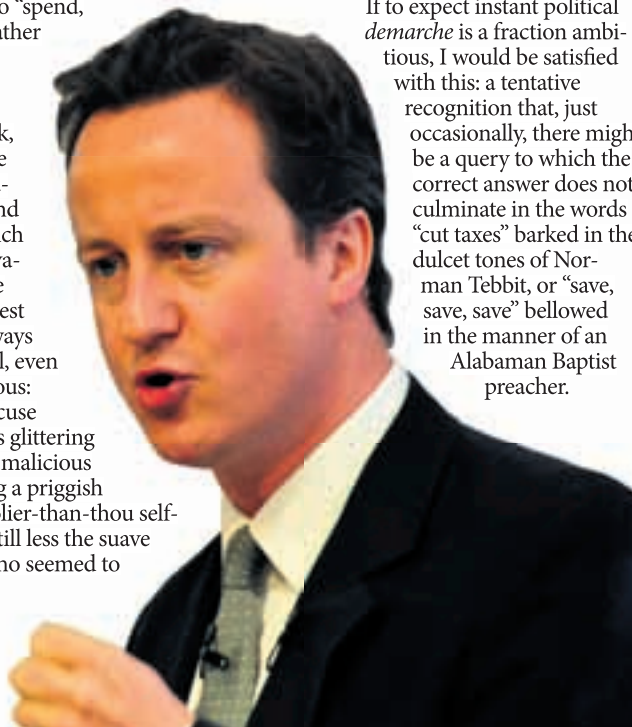 o “spend,
ather
k,
e
-
nd
ch
va-
e
est
ways
l, even
ous:
cuse
s glittering
malicious
g a priggish
olier-than-thou self-
till less the suave
ho seemed to
If to expect instant political
demarche is a fraction ambi-
tious, I would be satisfied
with this: a tentative
recognition that, just
occasionally, there migh
be a query to which the
correct answer does not
culminate in the words
“cut taxes” barked in the
dulcet tones of Nor-
man Tebbit, or “save,
save, save” bellowed
in the manner of an
Alabaman Baptist
preacher.